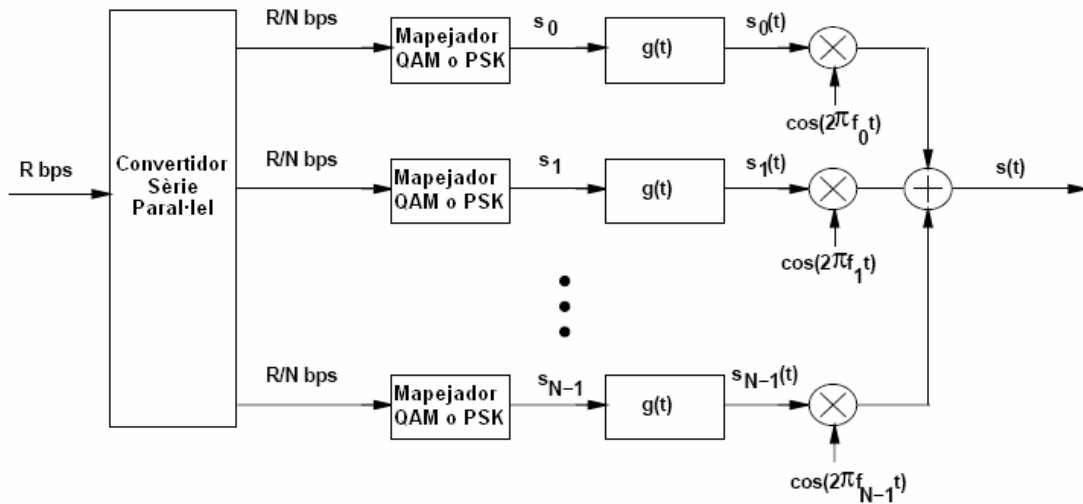 R bps
Convertidor
Sèrie
Paral·lel
R/N bps
Mapejador
QAM o PSK
s0
g(t)
s0(t)
cos(2πf0t)
R/N bps
Mapejador
QAM o PSK
s1
g(t)
s1(t)
cos(2πf1t)
s(t)
R/N bps
Mapejador
QAM o PSK
sN−1
g(t)
sN−1(t)
cos(2πfN−1t)